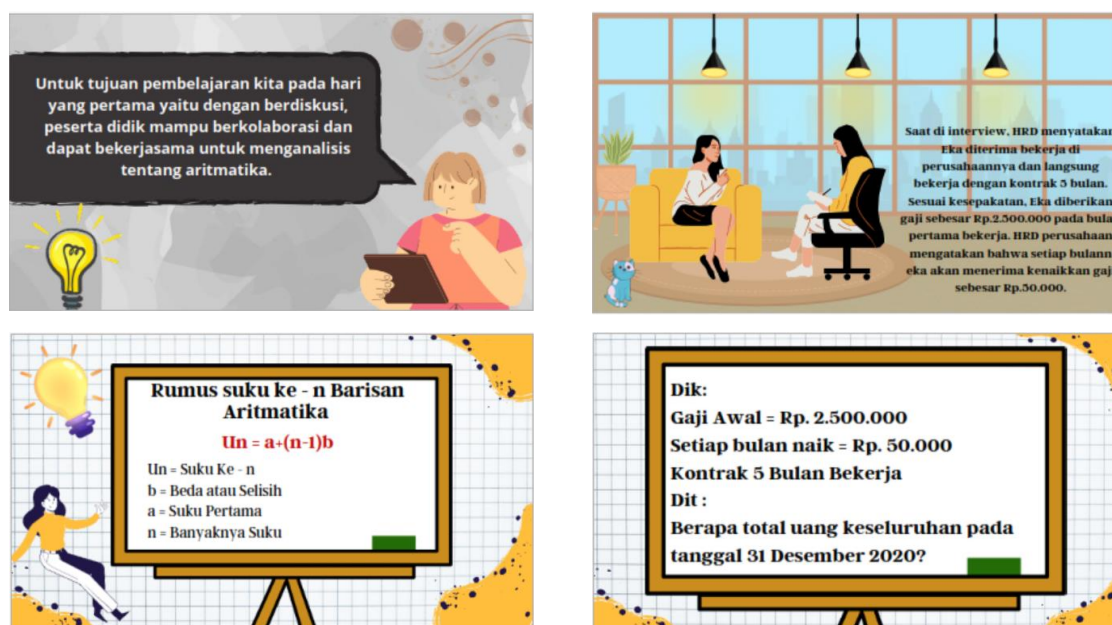 Untuk tujuan pembelajaran kita pada hari
yang pertama yaitu dengan berdiskusi,
peserta didik mampu berkolaborasi dan
dapat bekerjasama untuk menganalisis
tentang aritmatika.
Saat di interview, HRD menyatakan
Eka diterima bekerja di
perusahaannya dan langsung
bekerja dengan kontrak 5 bulan.
Sesuai kesepakatan, Eka diberikan
gaji sebesar Rp.2.500.000 pada bula
pertama bekerja. HRD perusahaan
mengatakan bahwa setiap bulann
eka akan menerima kenaikkan gaji
sebesar Rp.50.000.
Rumus suku ke - n Barisan
Aritmatika
Un = a+(n-1)b
Un = Suku Ke - n
b = Beda atau Selisih
a = Suku Pertama
n = Banyaknya Suku
Dik:
Gaji Awal = Rp. 2.500.000
Setiap bulan naik = Rp. 50.000
Kontrak 5 Bulan Bekerja
Dit :
Berapa total uang keseluruhan pada
tanggal 31 Desember 2020?